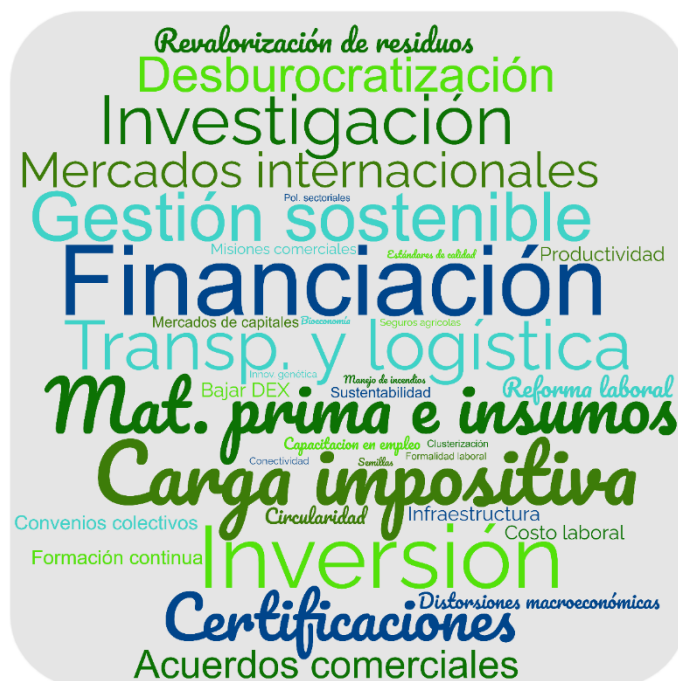 Revalorización de residuos
Desburocratización
Investigación
Mercados internacionales
Pol. sectoriales
Gestión sostenible
Misiones comerciales
Estándares de calidad
Productividad
Financiación
Mercados de capitales
Bioeconomía
Seguros agrícolas
Transp. y logística
Innov. genética
Manejo de incendios
Bajar DEX
Sustentabilidad
Reforma laboral
Mat. prima e insumos
Capacitacion en empleo
Clusterización
Conectividad
Semillas
Formalidad laboral
Carga impositiva
Circularidad
Infraestructura
Convenios colectivos
Costo laboral
Formación continua
Inversión
Distorsiones macroeconómicas
Certificaciones
Acuerdos comerciales